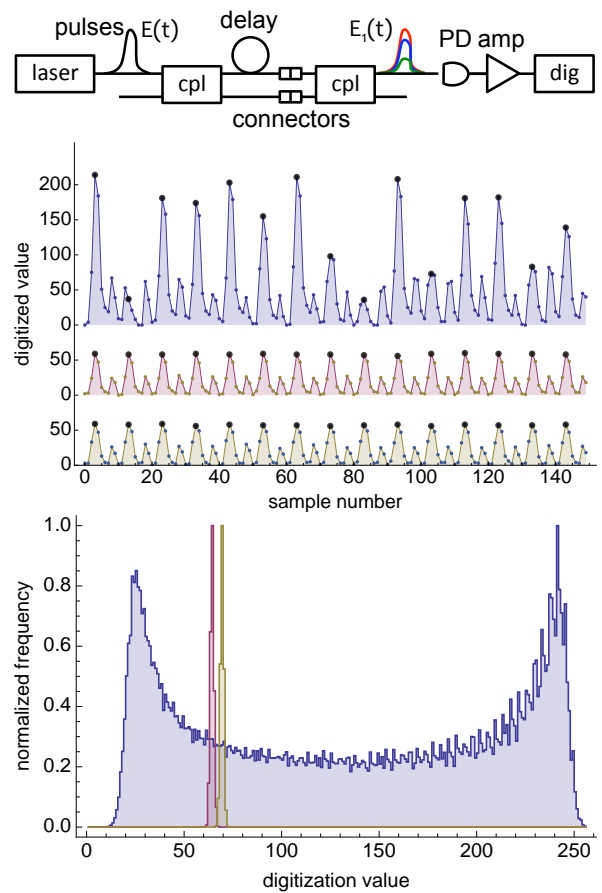 pulses E(t) delay E₁(t) PD amp
laser cpl cpl dig
connectors
digitized value
200
150
100
50
0
50
0
50
0
0 20 40 60 80 100 120 140
sample number
normalized frequency
1.0
0.8
0.6
0.4
0.2
0.0
0 50 100 150 200 250
digitization value